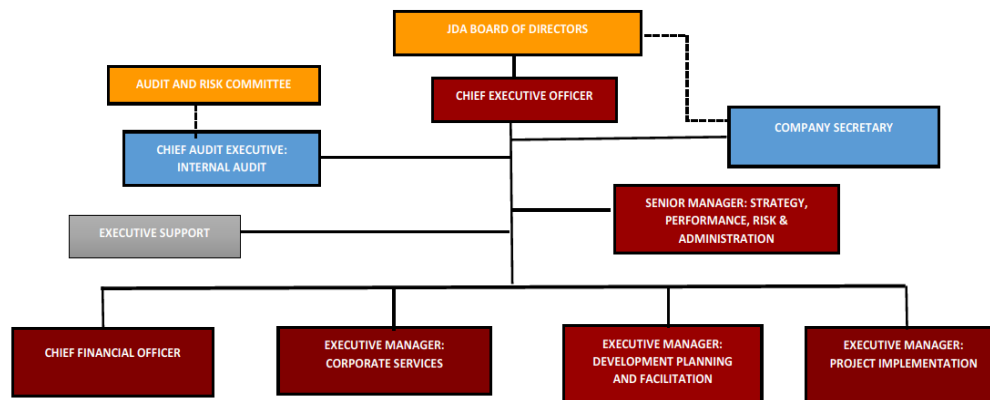 JDA BOARD OF DIRECTORS
AUDIT AND RISK COMMITTEE
CHIEF EXECUTIVE OFFICER
COMPANY SECRETARY
CHIEF AUDIT EXECUTIVE:
INTERNAL AUDIT
SENIOR MANAGER: STRATEGY,
PERFORMANCE, RISK &
ADMINISTRATION
EXECUTIVE SUPPORT
CHIEF FINANCIAL OFFICER
EXECUTIVE MANAGER:
CORPORATE SERVICES
EXECUTIVE MANAGER:
DEVELOPMENT PLANNING
AND FACILITATION
EXECUTIVE MANAGER:
PROJECT IMPLEMENTATION